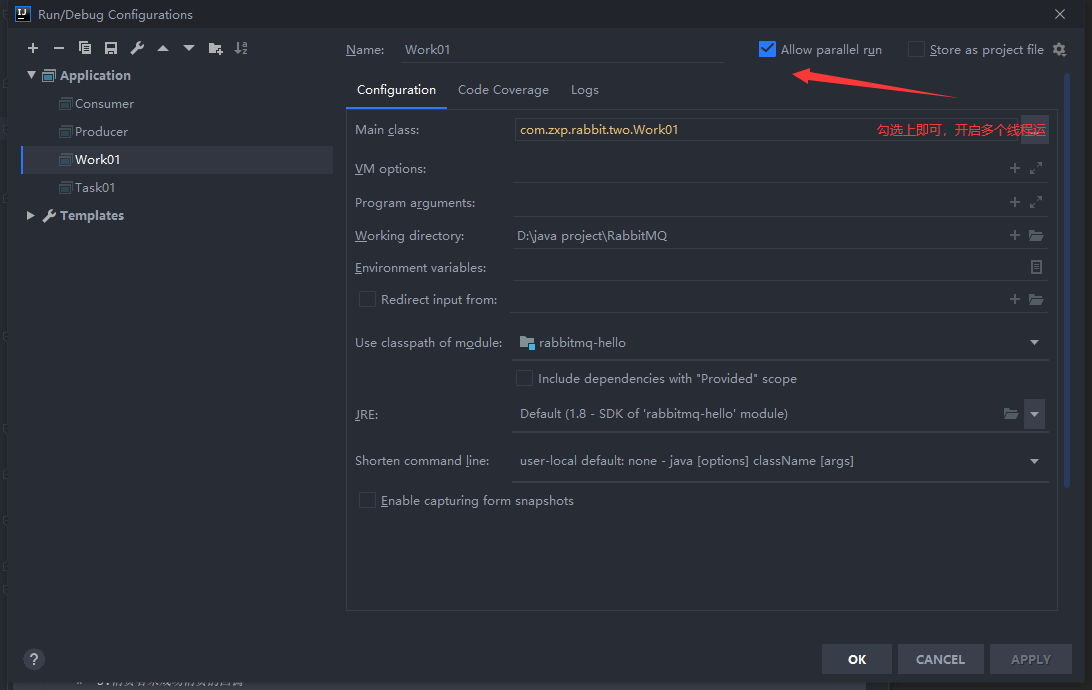 Run/Debug Configurations
Name: Work01
Allow parallel run
Store as project file
Application
Consumer
Producer
Work01
Task01
Templates
Configuration
Code Coverage
Logs
Main class: com.zxp.rabbit.two.Work01
勾选上即可，开启多个线程运
VM options:
Program arguments:
Working directory: D:\java project\RabbitMQ
Environment variables:
Redirect input from:
Use classpath of module: rabbitmq-hello
Include dependencies with "Provided" scope
JRE: Default (1.8 - SDK of 'rabbitmq-hello' module)
Shorten command line: user-local default: none - java [options] className [args]
Enable capturing form snapshots
?
OK
CANCEL
APPLY